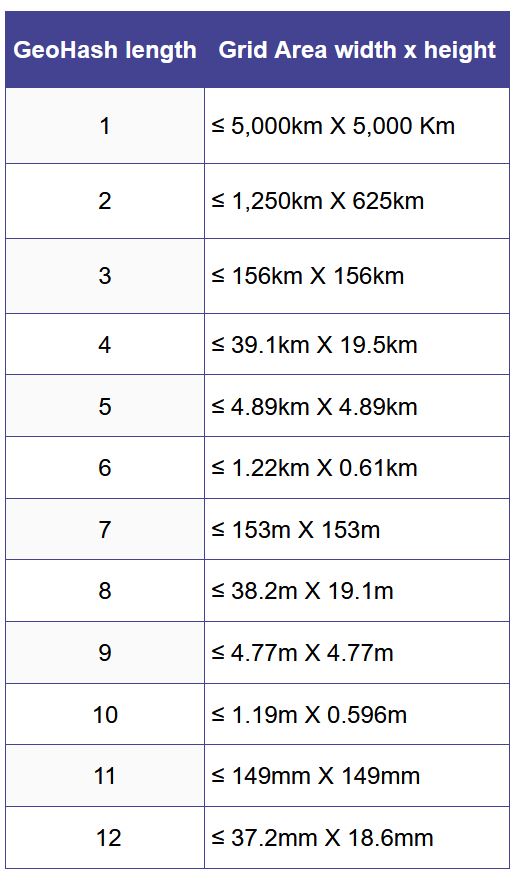 GeoHash length Grid Area width x height
1 ≤ 5,000km X 5,000 Km
2 ≤ 1,250km X 625km
3 ≤ 156km X 156km
4 ≤ 39.1km X 19.5km
5 ≤ 4.89km X 4.89km
6 ≤ 1.22km X 0.61km
7 ≤ 153m X 153m
8 ≤ 38.2m X 19.1m
9 ≤ 4.77m X 4.77m
10 ≤ 1.19m X 0.596m
11 ≤ 149mm X 149mm
12 ≤ 37.2mm X 18.6mm